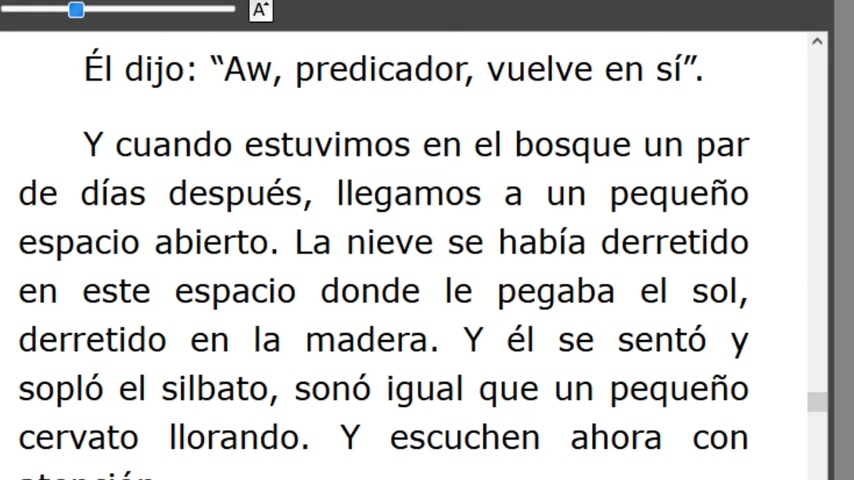 A
Él dijo: “Aw, predicador, vuelve en sí”.
Y cuando estuvimos en el bosque un par
de días después, llegamos a un pequeño
espacio abierto. La nieve se había derretido
en este espacio donde le pegaba el sol,
derretido en la madera. Y él se sentó y
sopló el silbato, sonó igual que un pequeño
cervato llorando. Y escuchen ahora con